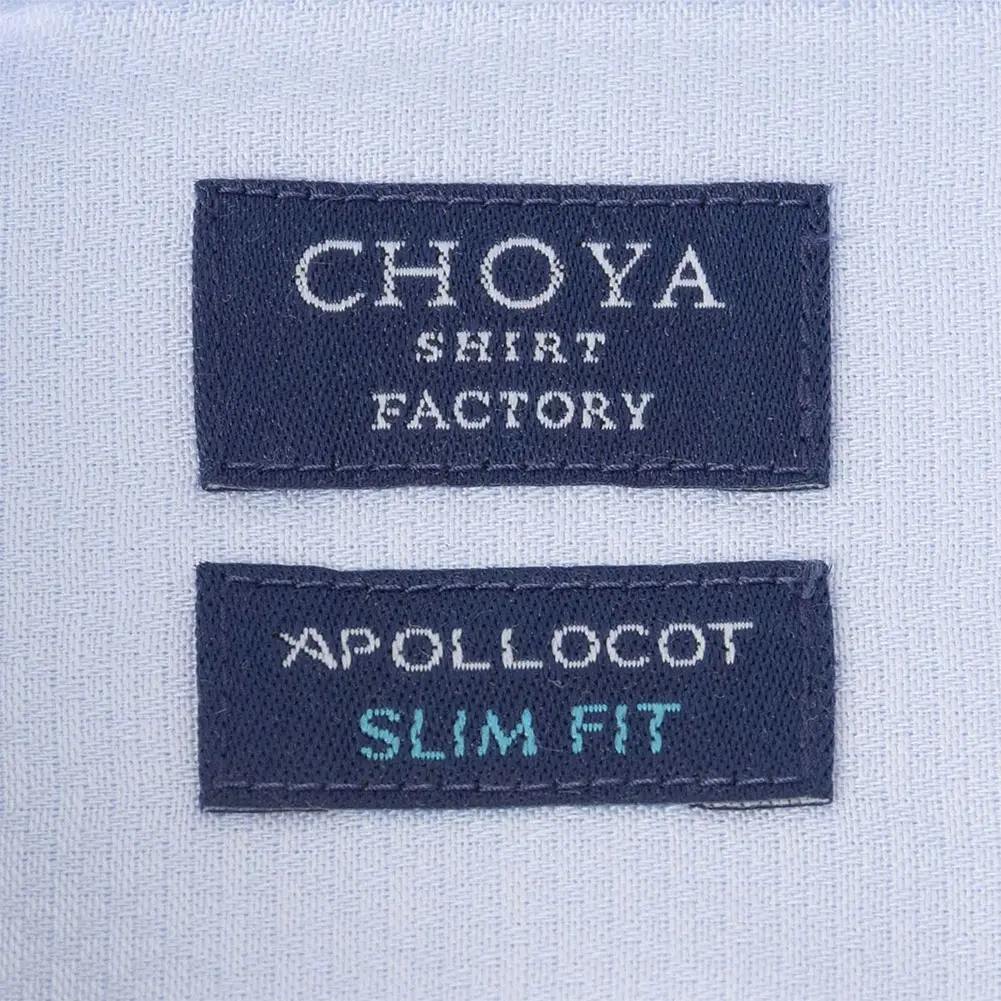 CHOYA
SHIRT
FACTORY
APOLLOCOT
SLIM FIT